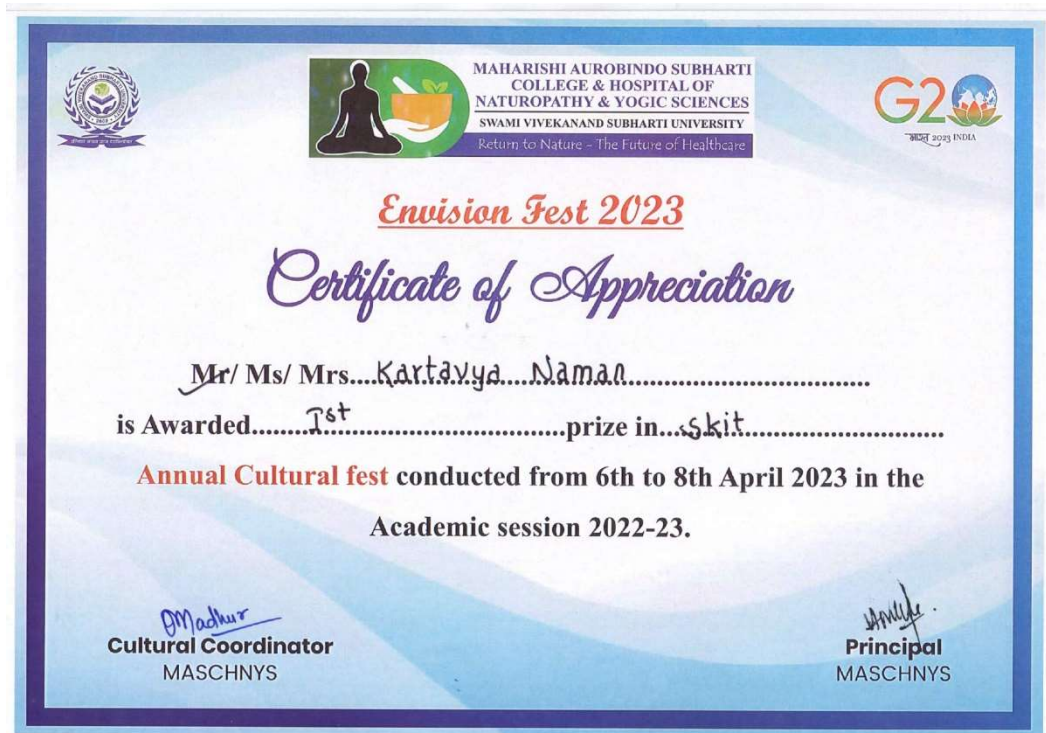 MAHARISHI AUROBINDO SUBHARTI
COLLEGE & HOSPITAL OF
NATUROPATHY & YOGIC SCIENCES
SWAMI VIVEKANAND SUBHARTI UNIVERSITY
Return to Nature - The Future of Healthcare
G20
भारत 2023 INDIA
Envision Fest 2023
Certificate of Appreciation
Mr/ Ms/ Mrs....Kartavya Naman....
is Awarded........Ist........prize in...Skit........
Annual Cultural fest conducted from 6th to 8th April 2023 in the
Academic session 2022-23.
Madhur
Cultural Coordinator
MASCHNYS
Principal
MASCHNYS